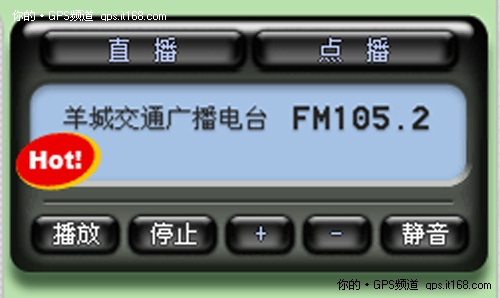 你的·GPS频道 gps.it168.com
直 播 点 播
羊城交通广播电台 FM105.2
Hot!
播放 停止 + - 静音
你的·GPS频道 gps.it168.com